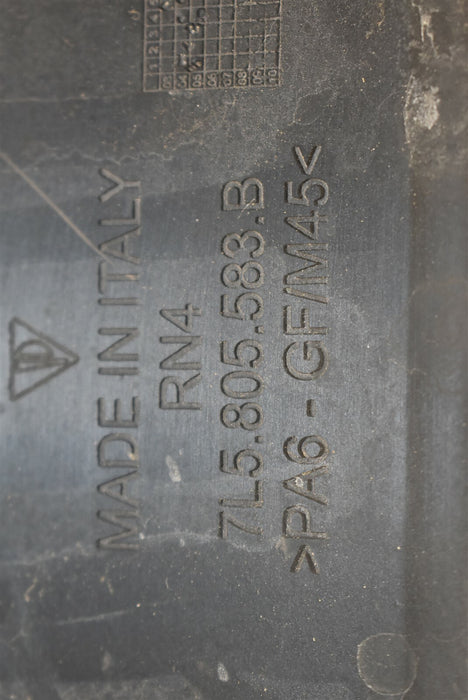 MADE IN ITALY
RN4
7L5.805.583.B
>PA6 - GF/M45<